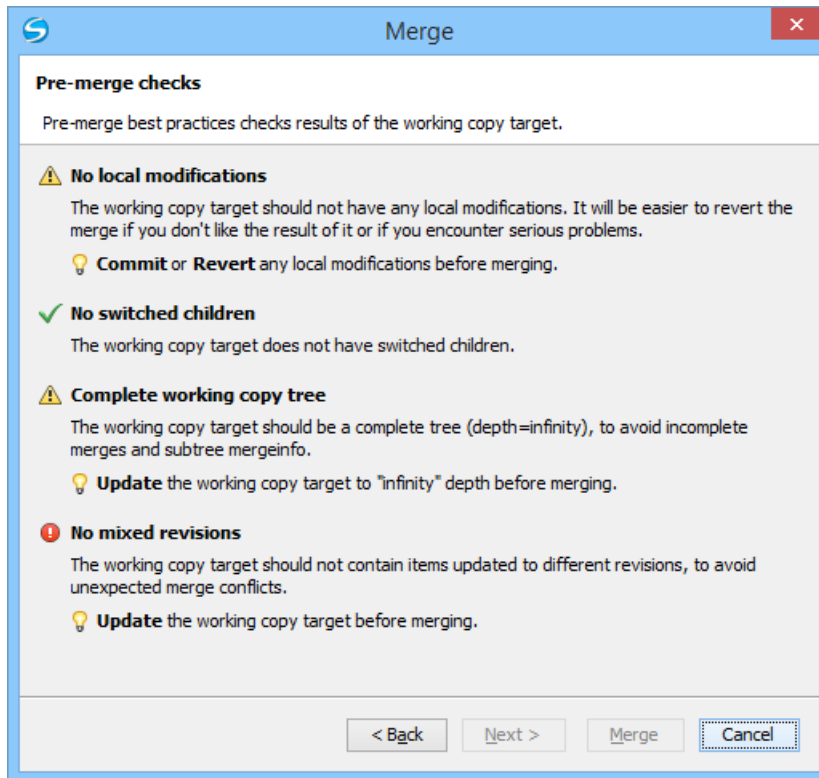 Merge
Pre-merge checks
Pre-merge best practices checks results of the working copy target.
No local modifications
The working copy target should not have any local modifications. It will be easier to revert the
merge if you don't like the result of it or if you encounter serious problems.
Commit or Revert any local modifications before merging.
No switched children
The working copy target does not have switched children.
Complete working copy tree
The working copy target should be a complete tree (depth=infinity), to avoid incomplete
merges and subtree mergeinfo.
Update the working copy target to "infinity" depth before merging.
No mixed revisions
The working copy target should not contain items updated to different revisions, to avoid
unexpected merge conflicts.
Update the working copy target before merging.
< Back Next > Merge Cancel